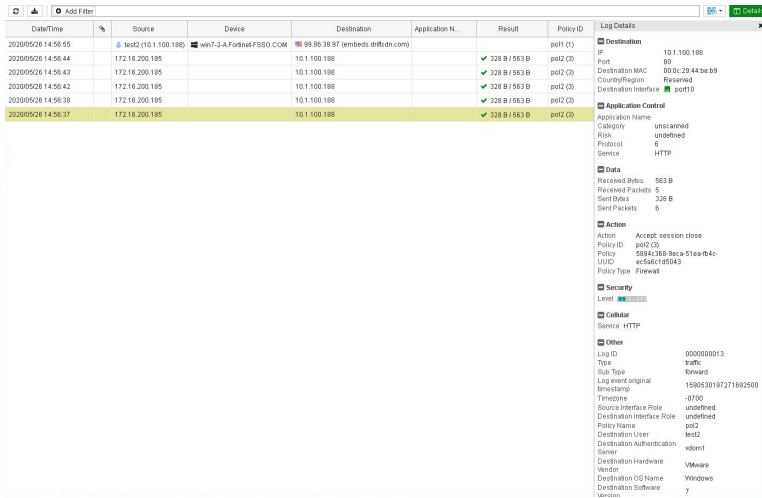 Add Filter
Details
Date/Time Source Device Destination Application N... Result Policy ID
2020/05/26 14:58:55 test2 (10.1.100.188) win7-2-A.Fortinet-FSSO.COM 99.86.38.97 (embeds.driftcdn.com) pol1 (1)
2020/05/26 14:56:44 172.16.200.185 10.1.100.188 328 B / 563 B pol2 (3)
2020/05/26 14:56:43 172.16.200.185 10.1.100.188 328 B / 563 B pol2 (3)
2020/05/26 14:56:42 172.16.200.185 10.1.100.188 328 B / 563 B pol2 (3)
2020/05/26 14:56:38 172.16.200.185 10.1.100.188 328 B / 563 B pol2 (3)
2020/05/26 14:56:37 172.16.200.185 10.1.100.188 328 B / 563 B pol2 (3)
Log Details
Destination
IP 10.1.100.188
Port 80
Destination MAC 00:0c:29:44:be:b9
Country/Region Reserved
Destination Interface port10
Application Control
Application Name
Category unscanned
Risk undefined
Protocol 6
Service HTTP
Data
Received Bytes 563 B
Received Packets 5
Sent Bytes 328 B
Sent Packets 6
Action
Action Accept: session close
Policy ID pol2 (3)
Policy 5894c368-9eca-51ea-fb4c-
UUID ec5a6c1d5043
Policy Type Firewall
Security
Level
Cellular
Service HTTP
Other
Log ID 0000000013
Type traffic
Sub Type forward
Log event original
timestamp 1590530197271692500
Timezone -0700
Source Interface Role undefined
Destination Interface Role undefined
Policy Name pol2
Destination User test2
Destination Authentication
Server vdom1
Destination Hardware
Vendor VMware
Destination OS Name Windows
Destination Software
Version 7